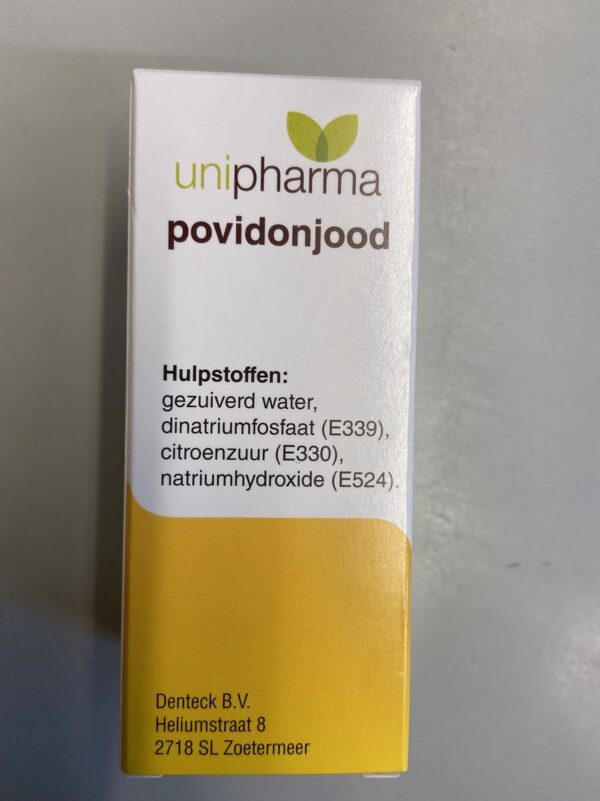 unipharma
povidonjood
Hulpstoffen:
gezuiverd water,
dinatriumfosfaat (E339),
citroenzuur (E330),
natriumhydroxide (E524).
Denteck B.V.
Heliumstraat 8
2718 SL Zoetermeer